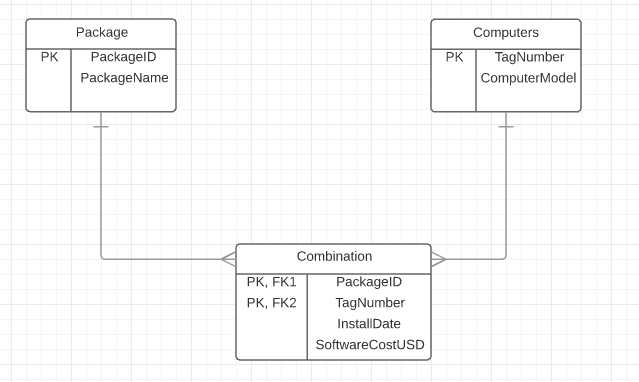 Package
PK PackageID
PackageName
Computers
PK TagNumber
ComputerModel
Combination
PK, FK1 PackageID
PK, FK2 TagNumber
InstallDate
SoftwareCostUSD